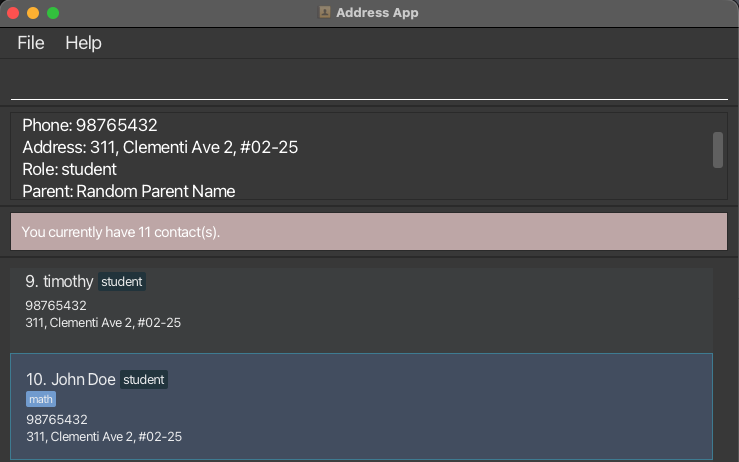 Address App
File Help
Phone: 98765432
Address: 311, Clementi Ave 2, #02-25
Role: student
Parent: Random Parent Name
You currently have 11 contact(s).
9. timothy student
98765432
311, Clementi Ave 2, #02-25
10. John Doe student
math
98765432
311, Clementi Ave 2, #02-25